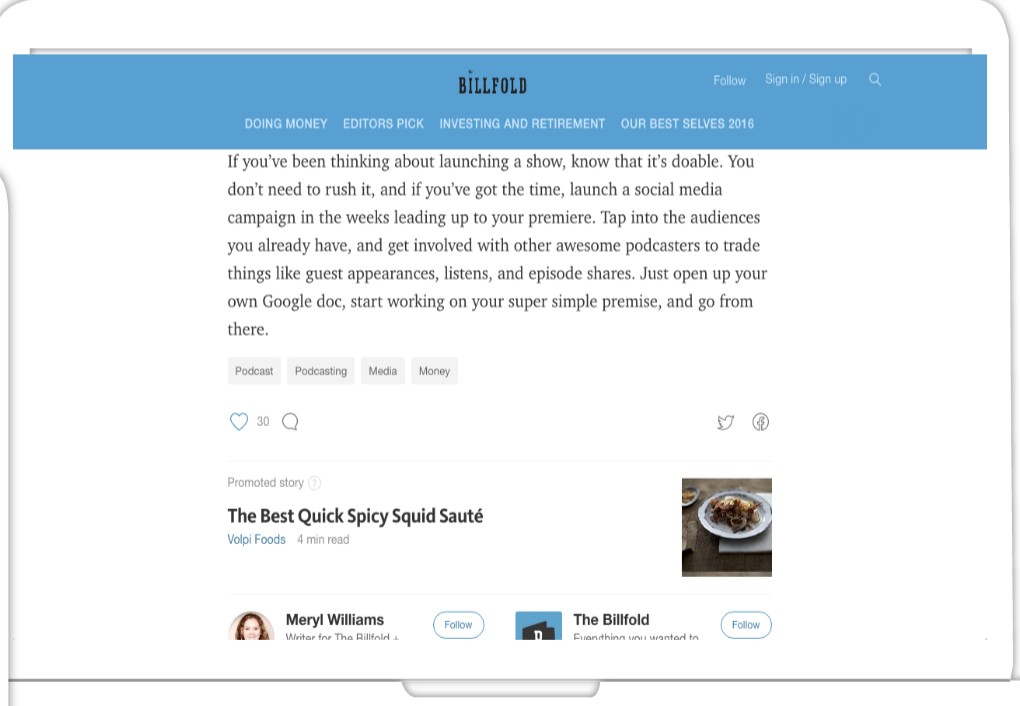 THE BILLFOLD
Follow Sign in / Sign up
DOING MONEY EDITORS PICK INVESTING AND RETIREMENT OUR BEST SELVES 2016
If you’ve been thinking about launching a show, know that it’s doable. You
don’t need to rush it, and if you’ve got the time, launch a social media
campaign in the weeks leading up to your premiere. Tap into the audiences
you already have, and get involved with other awesome podcasters to trade
things like guest appearances, listens, and episode shares. Just open up your
own Google doc, start working on your super simple premise, and go from
there.
Podcast Podcasting Media Money
30
Promoted story ?
The Best Quick Spicy Squid Sauté
Volpi Foods 4 min read
Meryl Williams Follow The Billfold Follow
Writer for The Billfold + Everything you wanted to